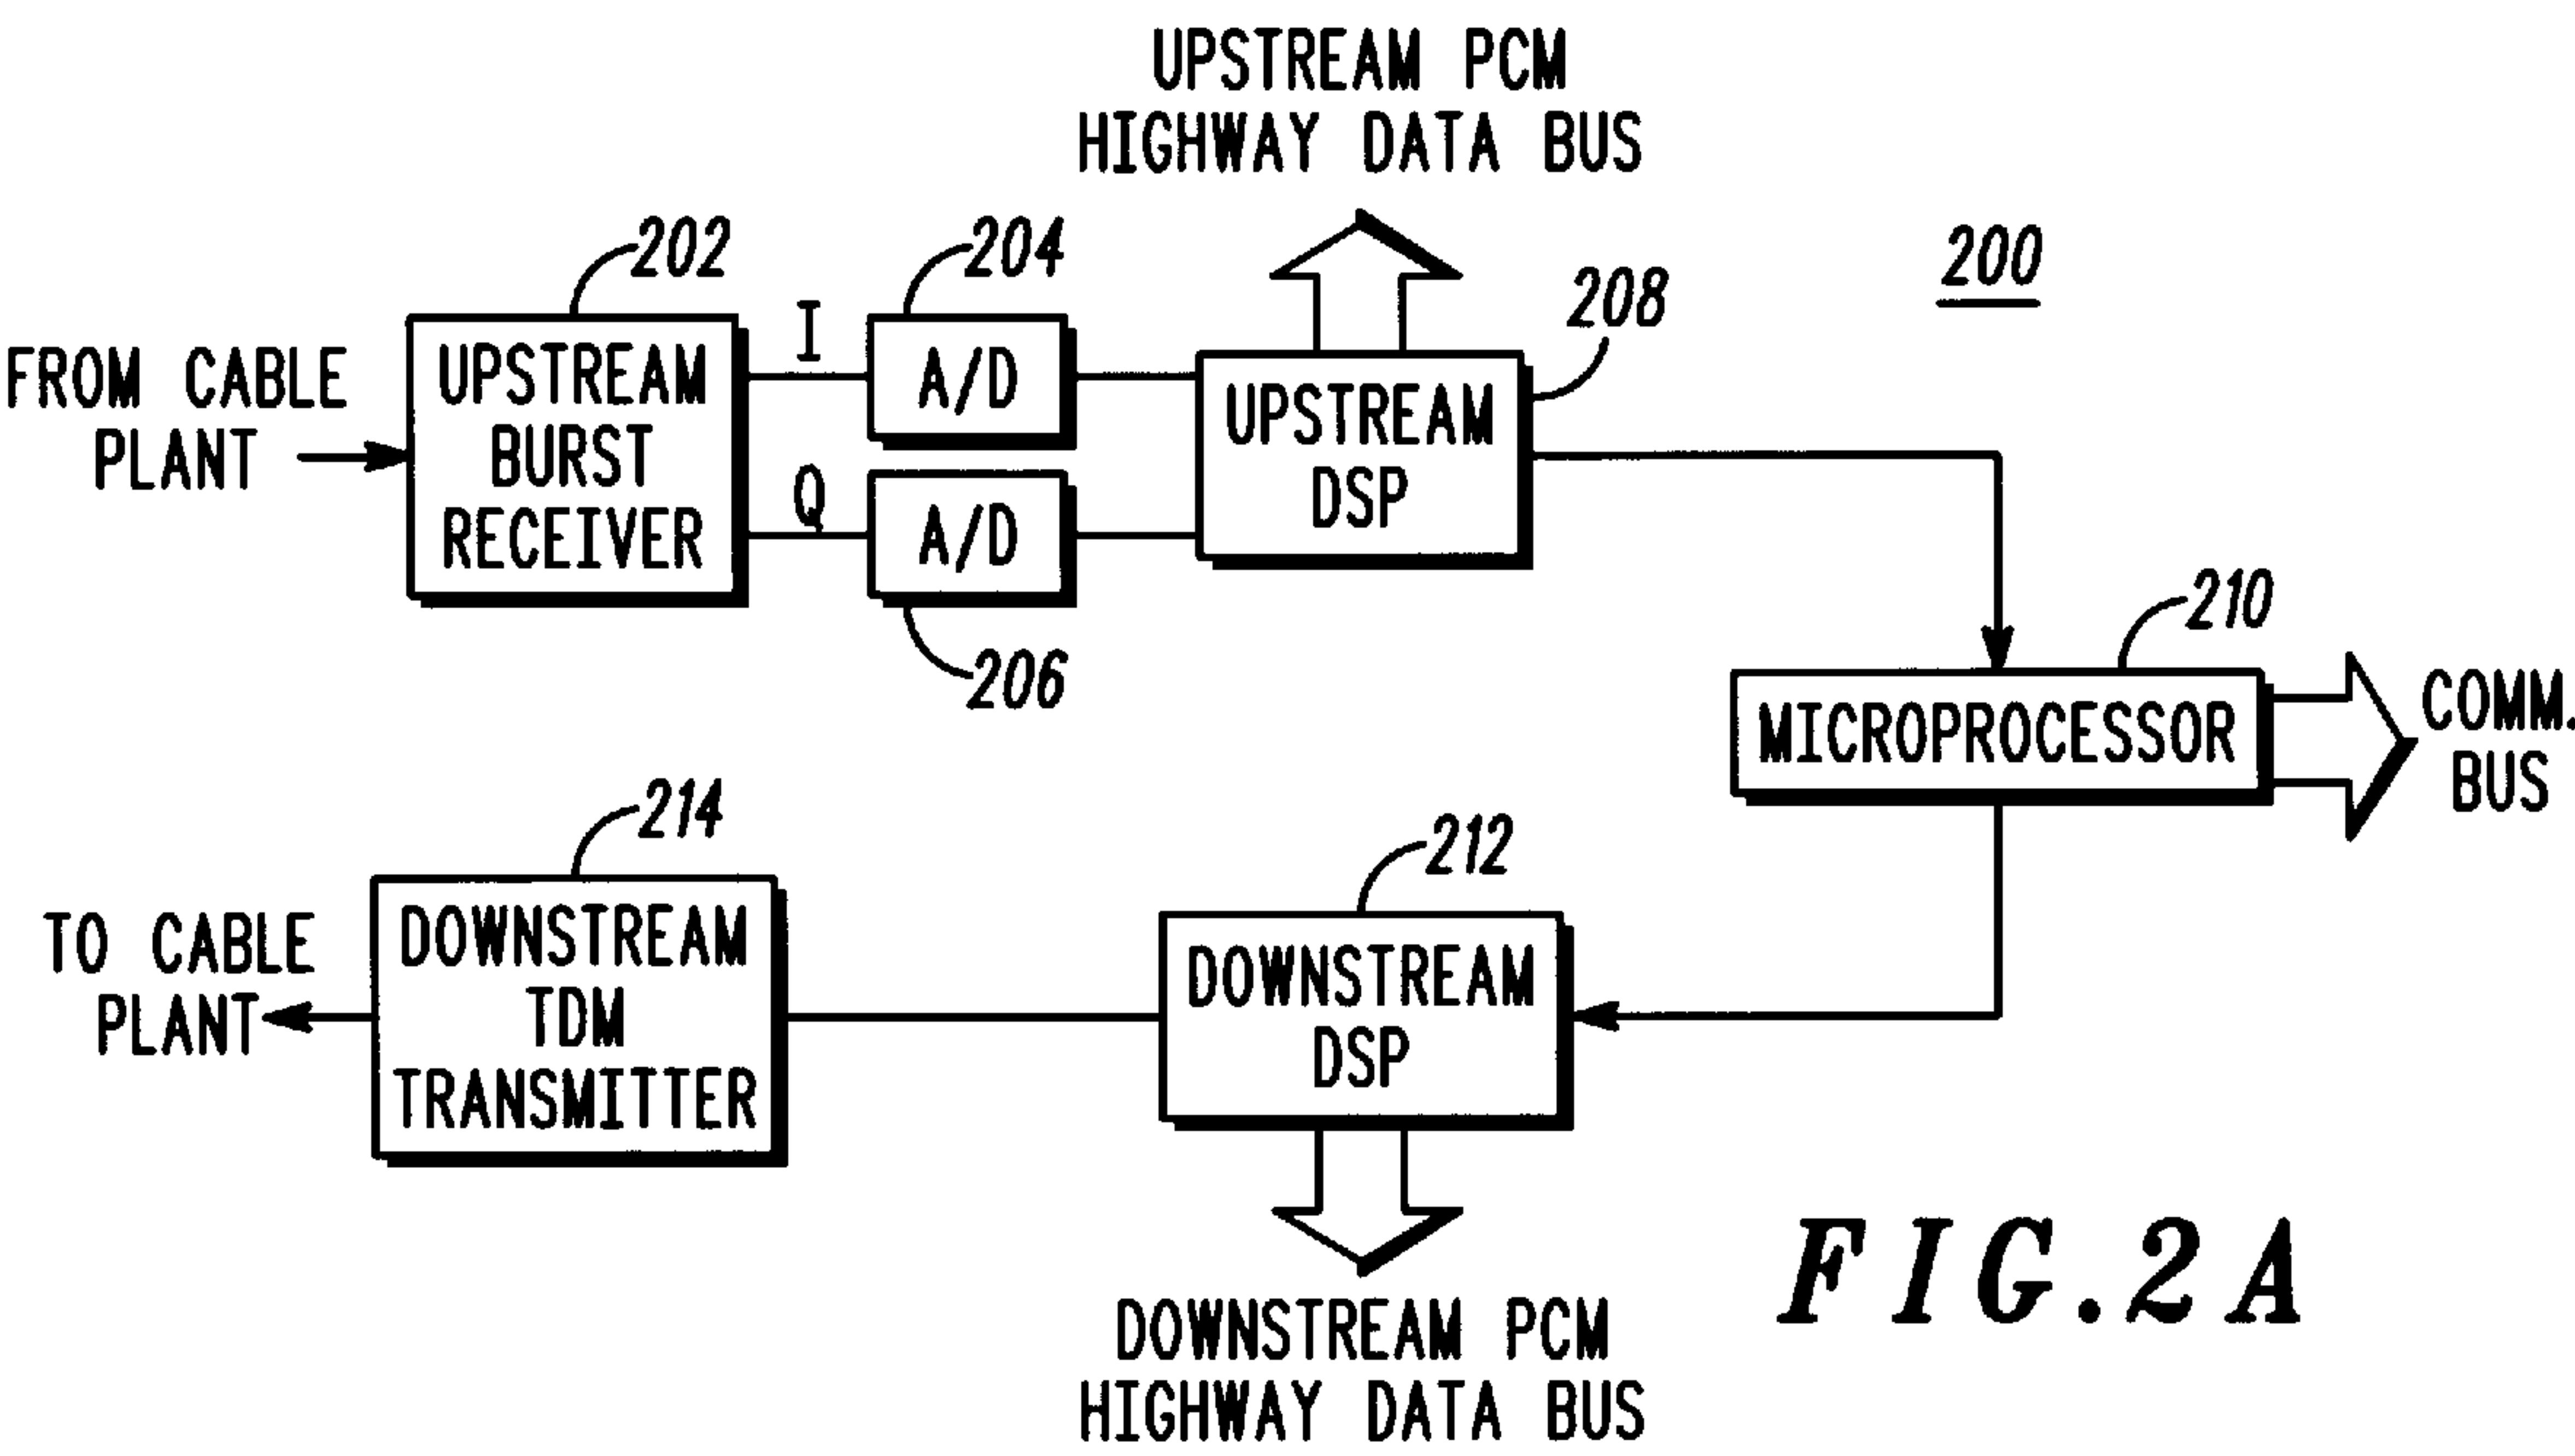 UPSTREAM PCM
HIGHWAY DATA BUS
200
202
204
208
FROM CABLE
PLANT
UPSTREAM
BURST
RECEIVER
I
Q
A/D
A/D
206
UPSTREAM
DSP
210
MICROPROCESSOR
COMM.
BUS
214
212
TO CABLE
PLANT
DOWNSTREAM
TDM
TRANSMITTER
DOWNSTREAM
DSP
DOWNSTREAM PCM
HIGHWAY DATA BUS
FIG.2A